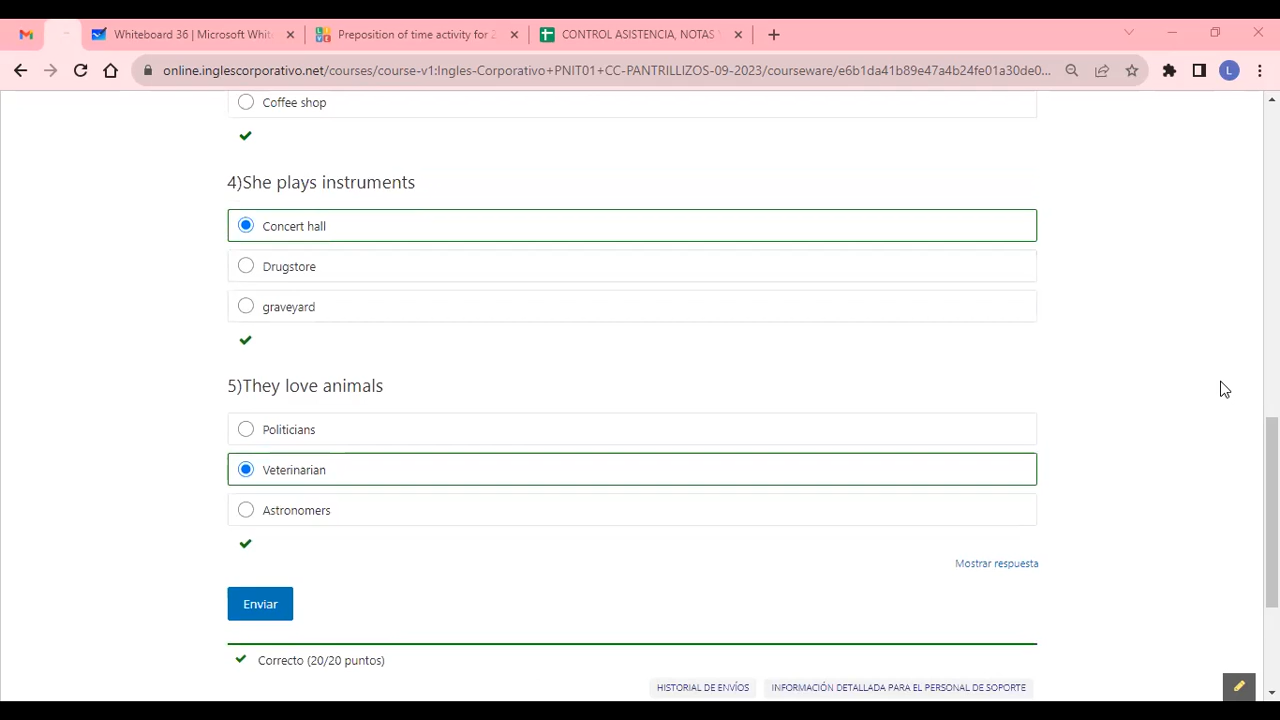 Whiteboard 36 | Microsoft Whit
Preposition of time activity for 2
CONTROL ASISTENCIA, NOTAS
online.inglescorporativo.net/courses/course-v1:Ingles-Corporativo+PNIT01+CC-PANTRILLIZOS-09-2023/courseware/e6b1da41b89e47a4b24fe01a30de0...
L
Coffee shop
4)She plays instruments
Concert hall
Drugstore
graveyard
5)They love animals
Politicians
Veterinarian
Astronomers
Mostrar respuesta
Enviar
Correcto (20/20 puntos)
HISTORIAL DE ENVÍOS
INFORMACIÓN DETALLADA PARA EL PERSONAL DE SOPORTE